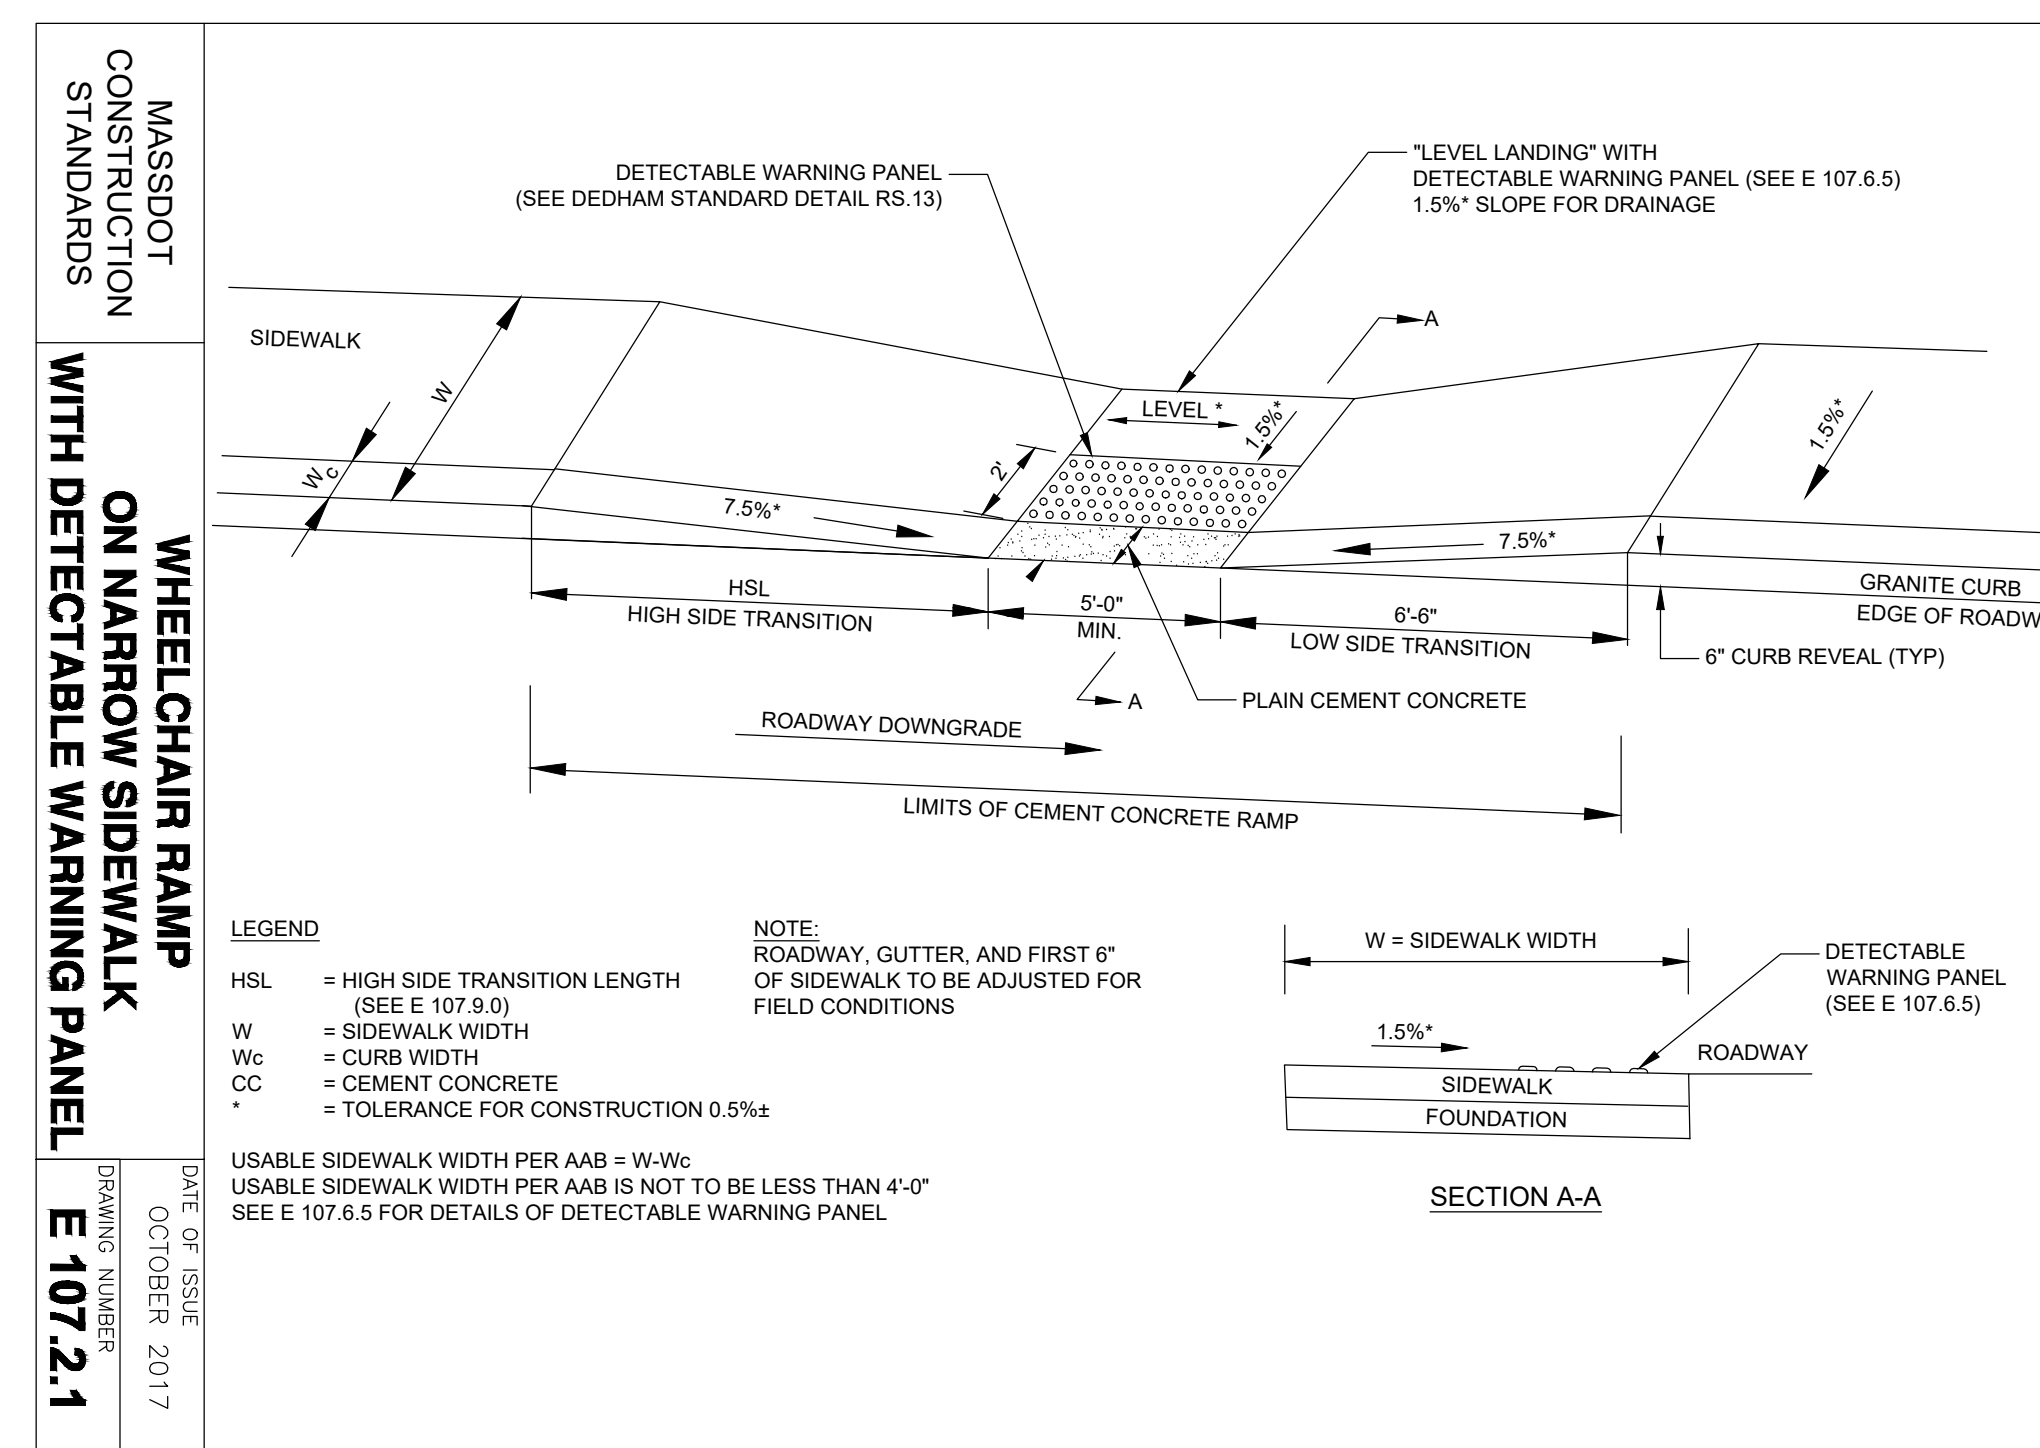 MASSDOT
CONSTRUCTION
STANDARDS
WHEELCHAIR RAMP
ON NARROW SIDEWALK
WITH DETECTABLE WARNING PANEL
DATE OF ISSUE
OCTOBER 2017
DRAWING NUMBER
E 107.2.1
DETECTABLE WARNING PANEL
(SEE DEDHAM STANDARD DETAIL RS.13)
"LEVEL LANDING" WITH
DETECTABLE WARNING PANEL (SEE E 107.6.5)
1.5%* SLOPE FOR DRAINAGE
SIDEWALK
W
Wc
A
LEVEL *
1.5%*
1.5%*
2'
7.5%*
7.5%*
HSL
HIGH SIDE TRANSITION
5'-0"
MIN.
6'-6"
LOW SIDE TRANSITION
GRANITE CURB
EDGE OF ROADW
6" CURB REVEAL (TYP)
A
PLAIN CEMENT CONCRETE
ROADWAY DOWNGRADE
LIMITS OF CEMENT CONCRETE RAMP
LEGEND
HSL = HIGH SIDE TRANSITION LENGTH
(SEE E 107.9.0)
W = SIDEWALK WIDTH
Wc = CURB WIDTH
CC = CEMENT CONCRETE
* = TOLERANCE FOR CONSTRUCTION 0.5%±
USABLE SIDEWALK WIDTH PER AAB = W-Wc
USABLE SIDEWALK WIDTH PER AAB IS NOT TO BE LESS THAN 4'-0"
SEE E 107.6.5 FOR DETAILS OF DETECTABLE WARNING PANEL
NOTE:
ROADWAY, GUTTER, AND FIRST 6"
OF SIDEWALK TO BE ADJUSTED FOR
FIELD CONDITIONS
W = SIDEWALK WIDTH
DETECTABLE
WARNING PANEL
(SEE E 107.6.5)
1.5%*
ROADWAY
SIDEWALK
FOUNDATION
SECTION A-A